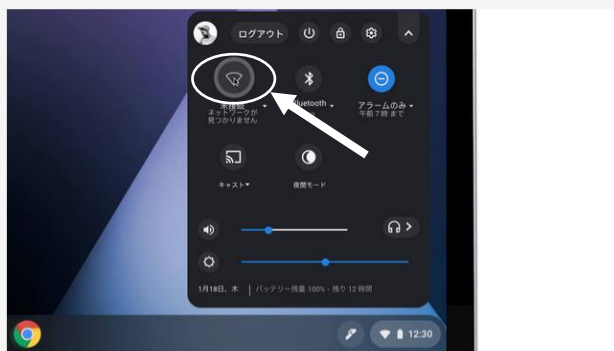 ログアウト
未接続
ネットワークが
見つかりません
luetooth
アラームのみ
午前7時まで
キャスト
夜間モード
1月18日、木 | バッテリー残量 100% - 残り 12 時間
12:30